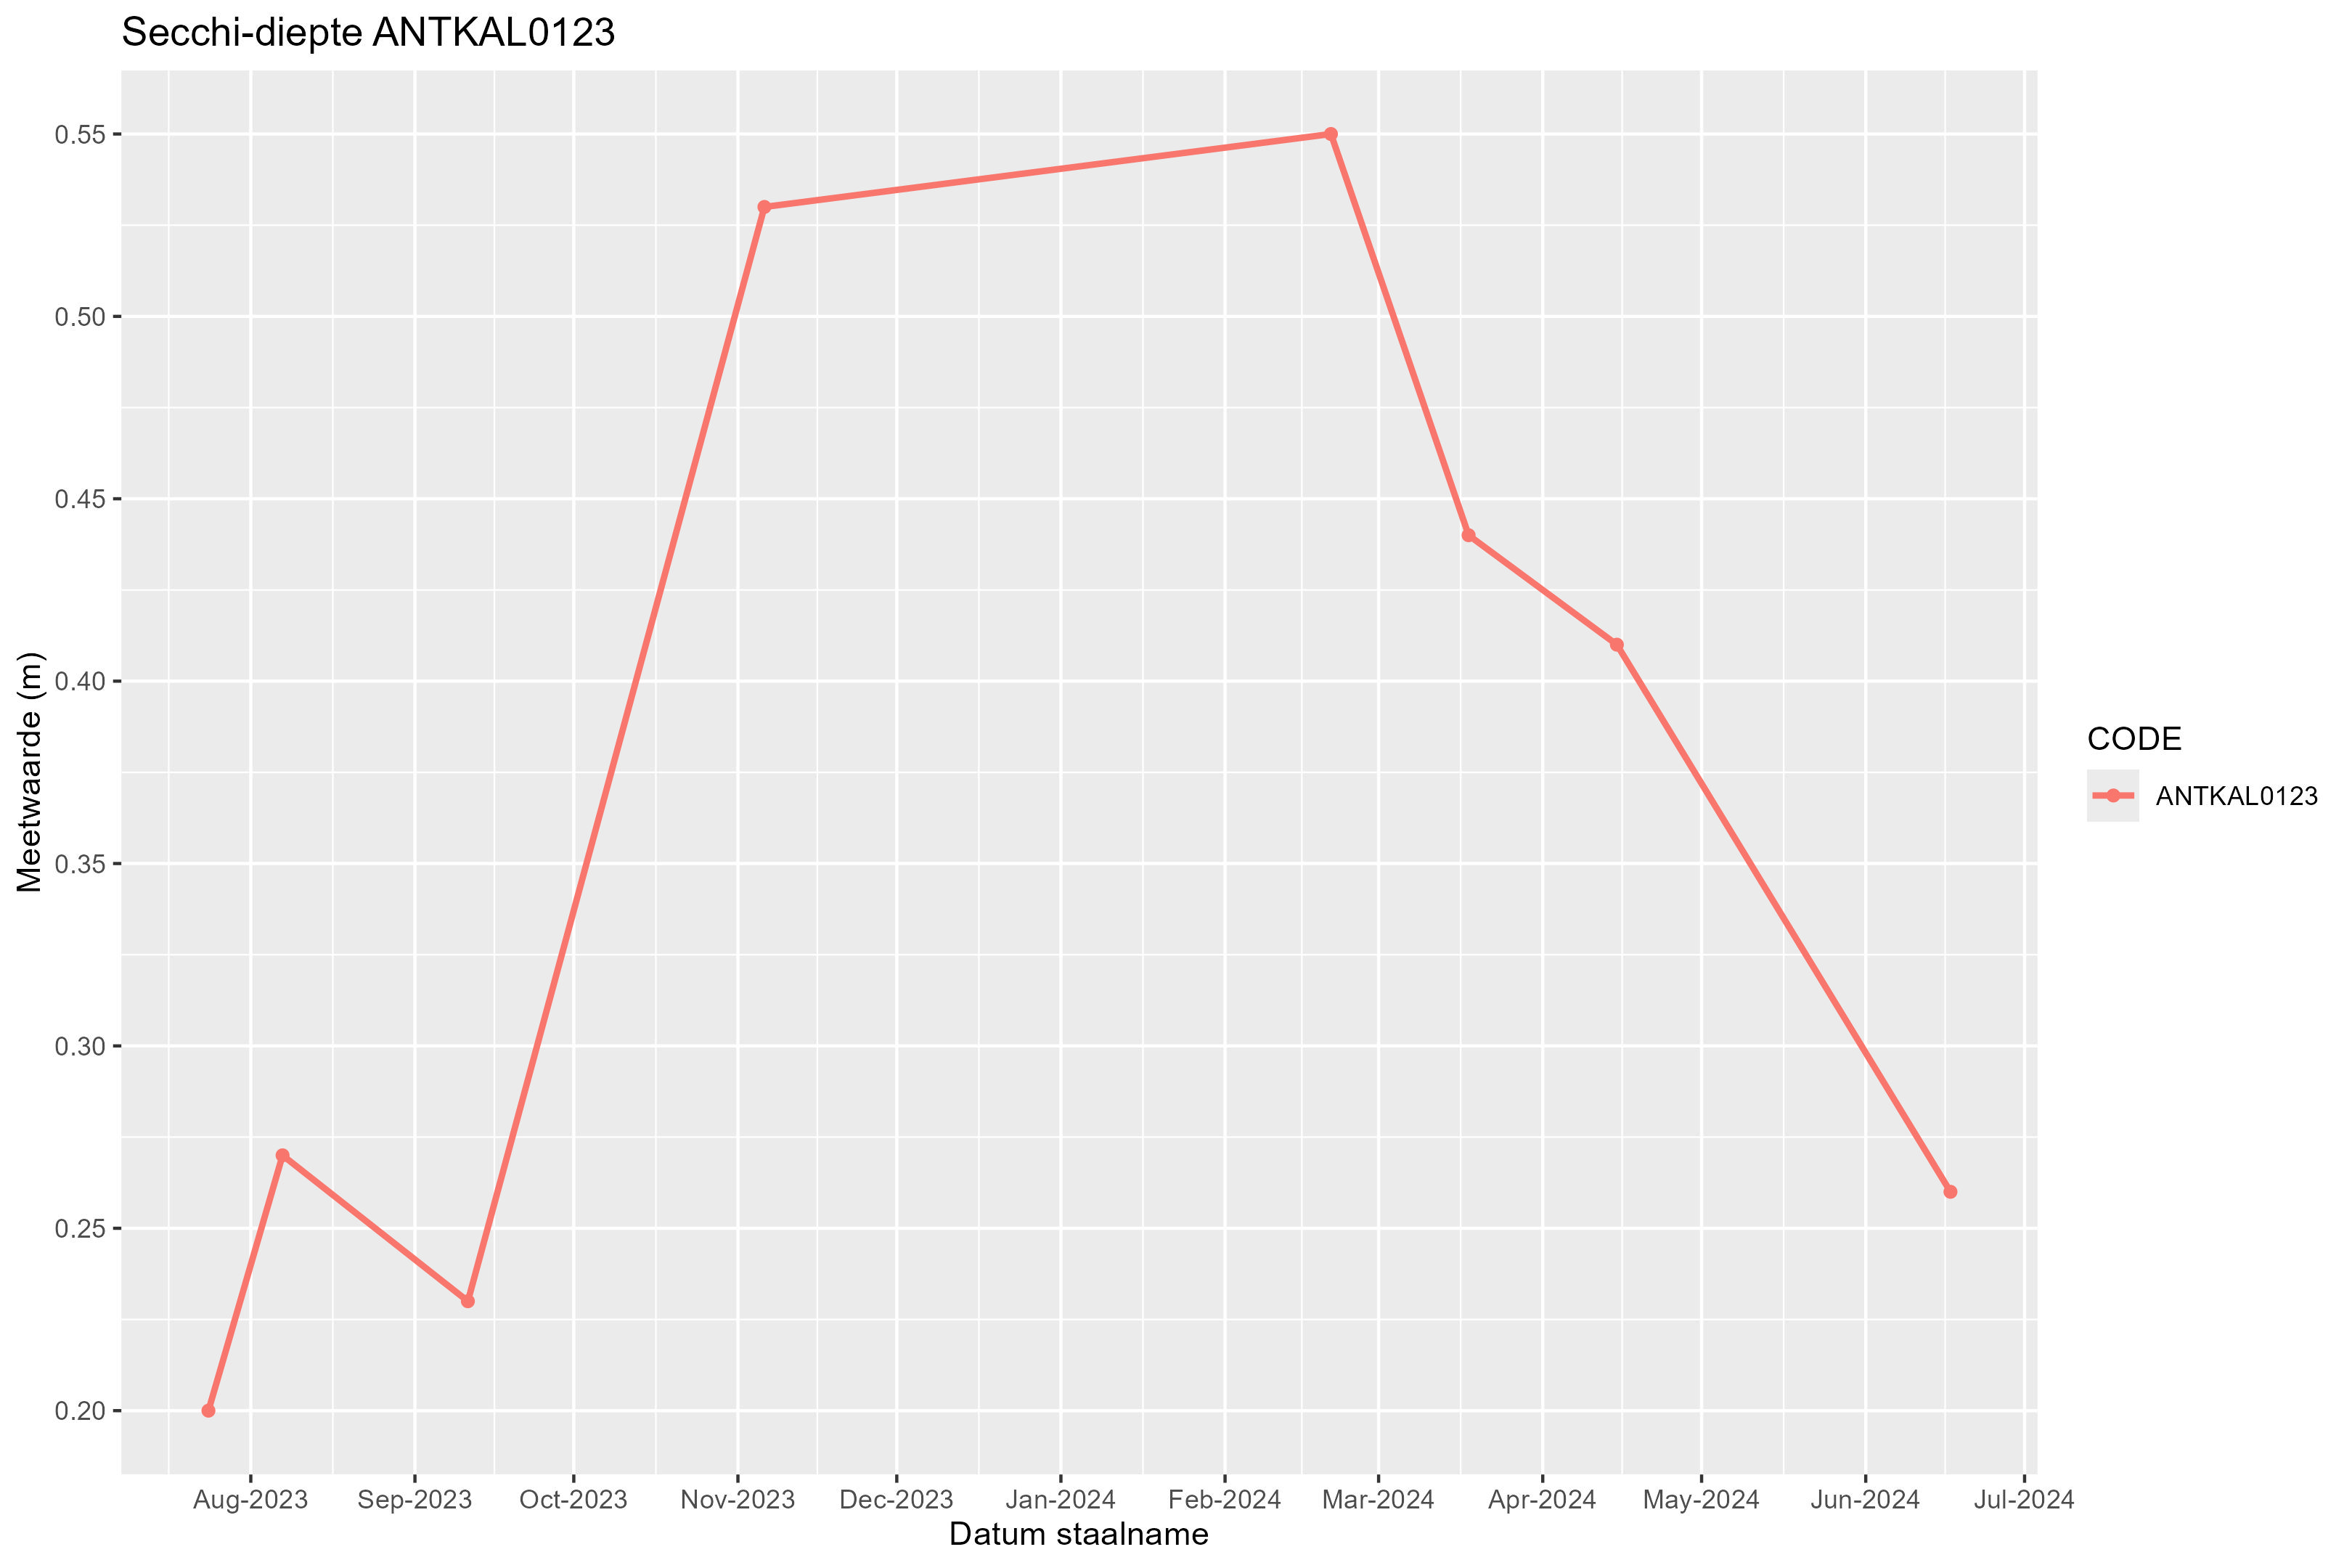 Secchi-diepte ANTKAL0123
0.55
0.50
0.45
0.40
0.35
0.30
0.25
0.20
Meetwaarde (m)
Aug-2023 Sep-2023 Oct-2023 Nov-2023 Dec-2023 Jan-2024 Feb-2024 Mar-2024 Apr-2024 May-2024 Jun-2024 Jul-2024
Datum staalname
CODE
ANTKAL0123